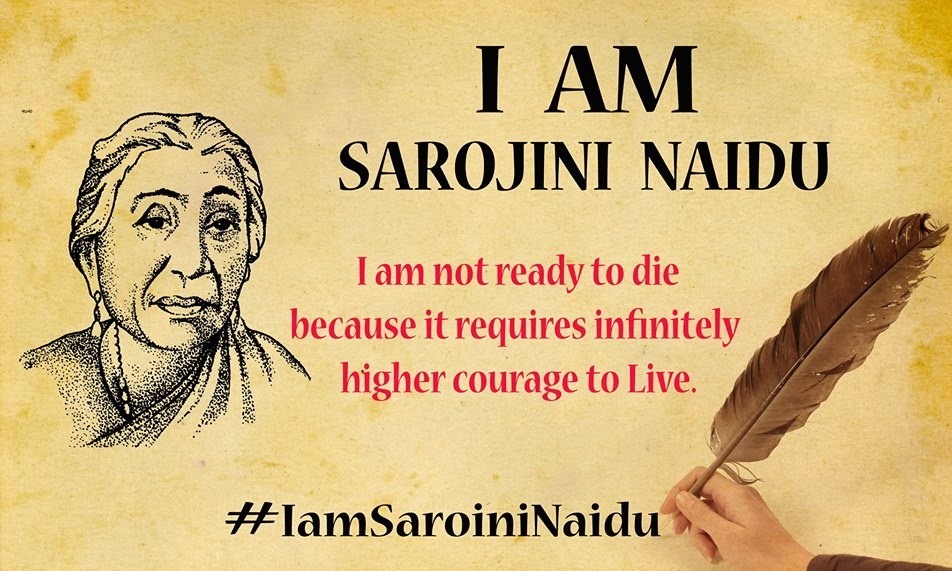 I AM
SAROJINI NAIDU
I am not ready to die
because it requires infinitely
higher courage to Live.
#IamSaroiniNaidu